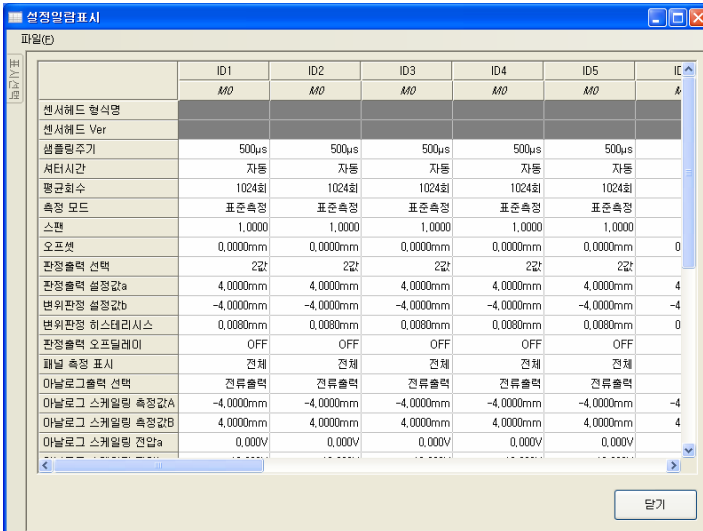 설정일람표시
파일(F)
표시선택
ID1 ID2 ID3 ID4 ID5
M0 M0 M0 M0 M0
센서헤드 형식명
센서헤드 Ver
샘플링주기 500μs 500μs 500μs 500μs 500μs
셔터시간 자동 자동 자동 자동 자동
평균회수 1024회 1024회 1024회 1024회 1024회
측정 모드 표준측정 표준측정 표준측정 표준측정 표준측정
스팬 1.0000 1.0000 1.0000 1.0000 1.0000
오프셋 0.0000mm 0.0000mm 0.0000mm 0.0000mm 0.0000mm 0
판정출력 선택 2값 2값 2값 2값 2값
판정출력 설정값a 4.0000mm 4.0000mm 4.0000mm 4.0000mm 4.0000mm 4
변위판정 설정값b -4.0000mm -4.0000mm -4.0000mm -4.0000mm -4.0000mm -4
변위판정 히스테리시스 0.0080mm 0.0080mm 0.0080mm 0.0080mm 0.0080mm 0
판정출력 오프딜레이 OFF OFF OFF OFF OFF
패널 측정 표시 전체 전체 전체 전체 전체
아날로그출력 선택 전류출력 전류출력 전류출력 전류출력 전류출력
아날로그 스케일링 측정값A -4.0000mm -4.0000mm -4.0000mm -4.0000mm -4.0000mm -4
아날로그 스케일링 측정값B 4.0000mm 4.0000mm 4.0000mm 4.0000mm 4.0000mm 4
아날로그 스케일링 전압a 0.000V 0.000V 0.000V 0.000V 0.000V
닫기